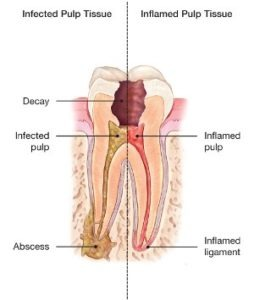 Infected Pulp Tissue
Inflamed Pulp Tissue
Decay
Infected
pulp
Inflamed
pulp
Abscess
Inflamed
ligament